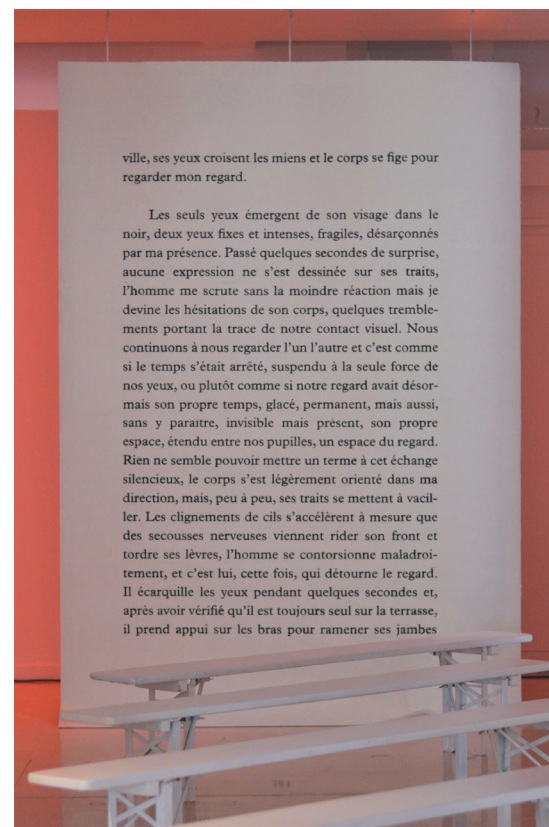 ville, ses yeux croisent les miens et le corps se fige pour
regarder mon regard.
Les seuls yeux émergent de son visage dans le
noir, deux yeux fixes et intenses, fragiles, désarçonnés
par ma présence. Passé quelques secondes de surprise,
aucune expression ne s'est dessinée sur ses traits,
l'homme me scrute sans la moindre réaction mais je
devine les hésitations de son corps, quelques tremble-
ments portant la trace de notre contact visuel. Nous
continuons à nous regarder l'un l'autre et c'est comme
si le temps s'était arrêté, suspendu à la seule force de
nos yeux, ou plutôt comme si notre regard avait désor-
mais son propre temps, glacé, permanent, mais aussi,
sans y paraître, invisible mais présent, son propre
espace, étendu entre nos pupilles, un espace du regard.
Rien ne semble pouvoir mettre un terme à cet échange
silencieux, le corps s'est légèrement orienté dans ma
direction, mais, peu à peu, ses traits se mettent à vacil-
ler. Les clignements de cils s'accélèrent à mesure que
des secousses nerveuses viennent rider son front et
tordre ses lèvres, l'homme se contorsionne maladroi-
tement, et c'est lui, cette fois, qui détourne le regard.
Il écarquille les yeux pendant quelques secondes et,
après avoir vérifié qu'il est toujours seul sur la terrasse,
il prend appui sur les bras pour ramener ses jambes